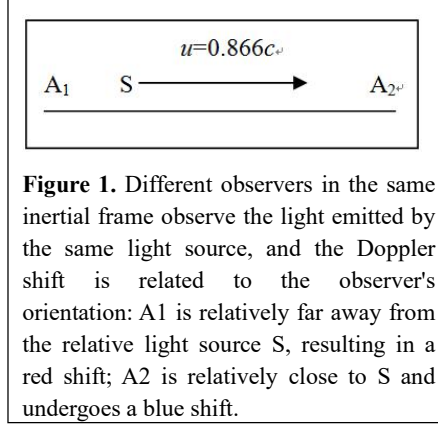 u=0.866c
A₁ S A₂
Figure 1. Different observers in the same
inertial frame observe the light emitted by
the same light source, and the Doppler
shift is related to the observer's
orientation: A1 is relatively far away from
the relative light source S, resulting in a
red shift; A2 is relatively close to S and
undergoes a blue shift.